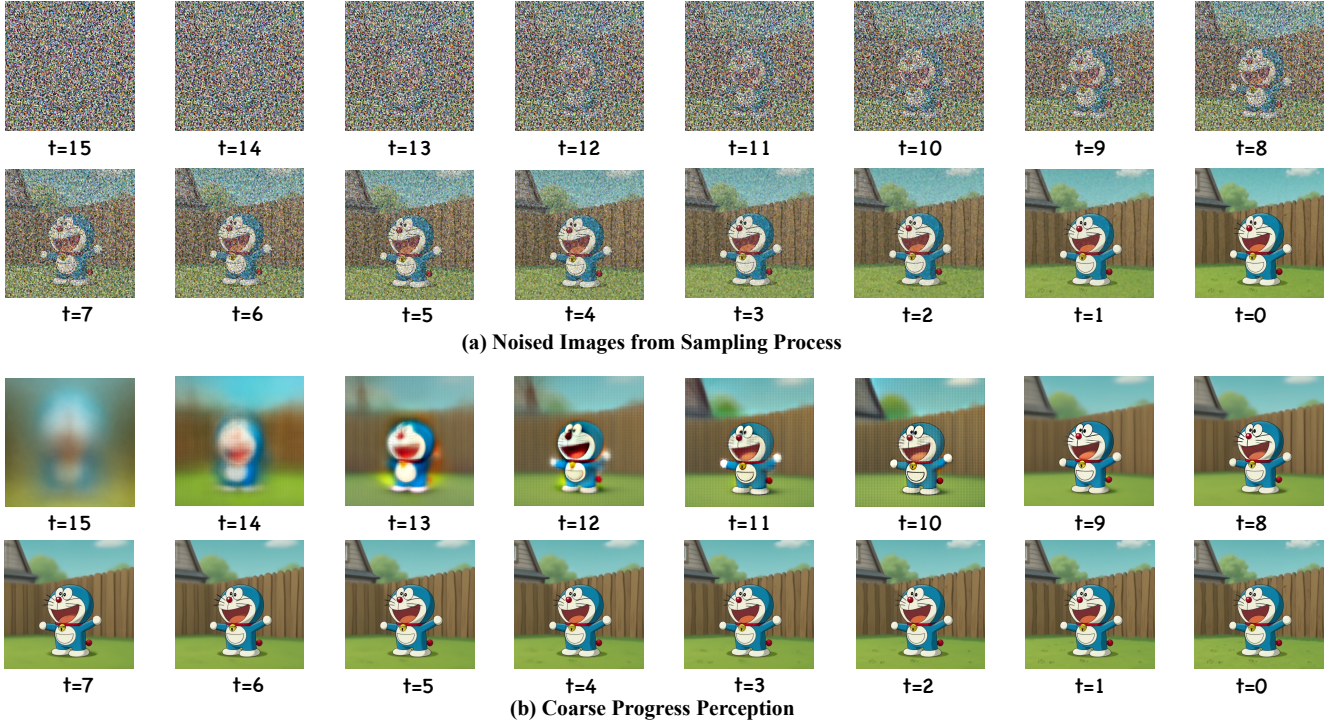 t=15 t=14 t=13 t=12 t=11 t=10 t=9 t=8
t=7 t=6 t=5 t=4 t=3 t=2 t=1 t=0
(a) Noised Images from Sampling Process
t=15 t=14 t=13 t=12 t=11 t=10 t=9 t=8
t=7 t=6 t=5 t=4 t=3 t=2 t=1 t=0
(b) Coarse Progress Perception